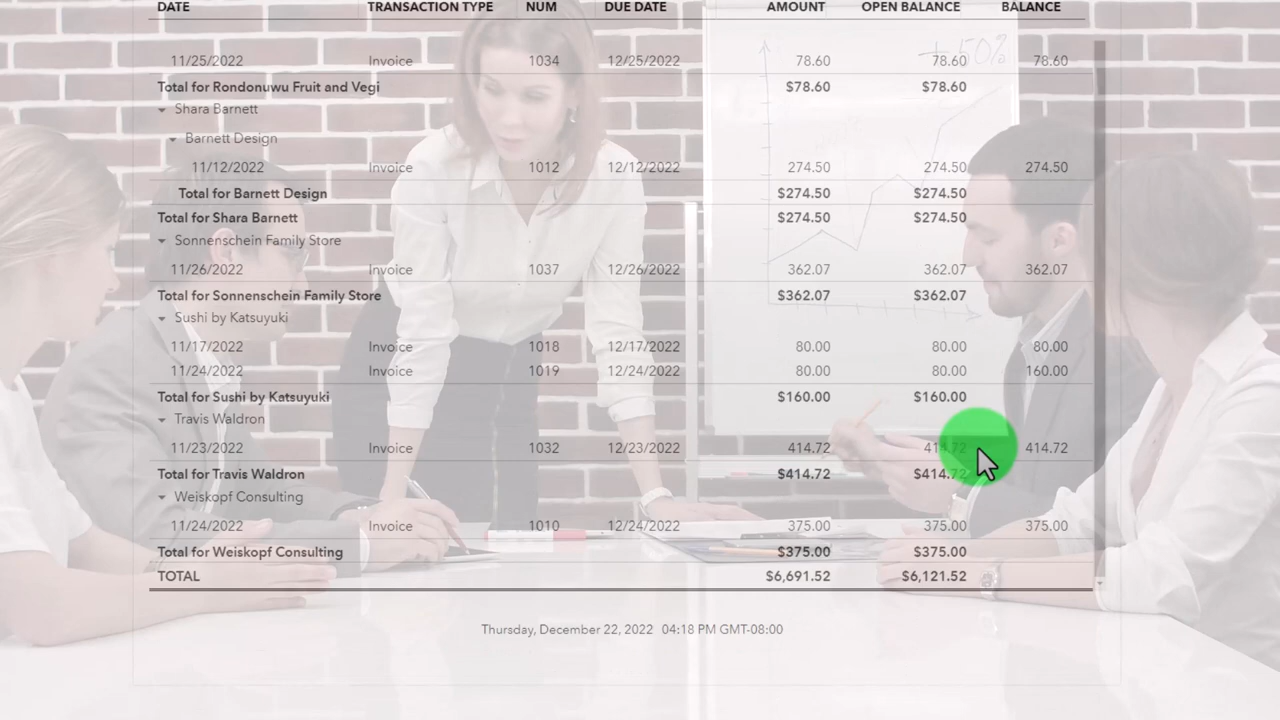 DATE TRANSACTION TYPE NUM DUE DATE AMOUNT OPEN BALANCE BALANCE
11/25/2022 Invoice 1034 12/25/2022 78.60 78.60 78.60
+50%
Total for Rondonuwu Fruit and Vegi $78.60 $78.60
Shara Barnett
Barnett Design
11/12/2022 Invoice 1012 12/12/2022 274.50 274.50 274.50
Total for Barnett Design $274.50 $274.50
Total for Shara Barnett $274.50 $274.50
Sonnenschein Family Store
11/26/2022 Invoice 1037 12/26/2022 362.07 362.07 362.07
Total for Sonnenschein Family Store $362.07 $362.07
Sushi by Katsuyuki
11/17/2022 Invoice 1018 12/17/2022 80.00 80.00 80.00
11/24/2022 Invoice 1019 12/24/2022 80.00 80.00 160.00
Total for Sushi by Katsuyuki $160.00 $160.00
Travis Waldron
11/23/2022 Invoice 1032 12/23/2022 414.72 414.72 414.72
Total for Travis Waldron $414.72 $414.72
Weiskopf Consulting
11/24/2022 Invoice 1010 12/24/2022 375.00 375.00 375.00
Total for Weiskopf Consulting $375.00 $375.00
TOTAL $6,691.52 $6,121.52
Thursday, December 22, 2022 04:18 PM GMT-08:00